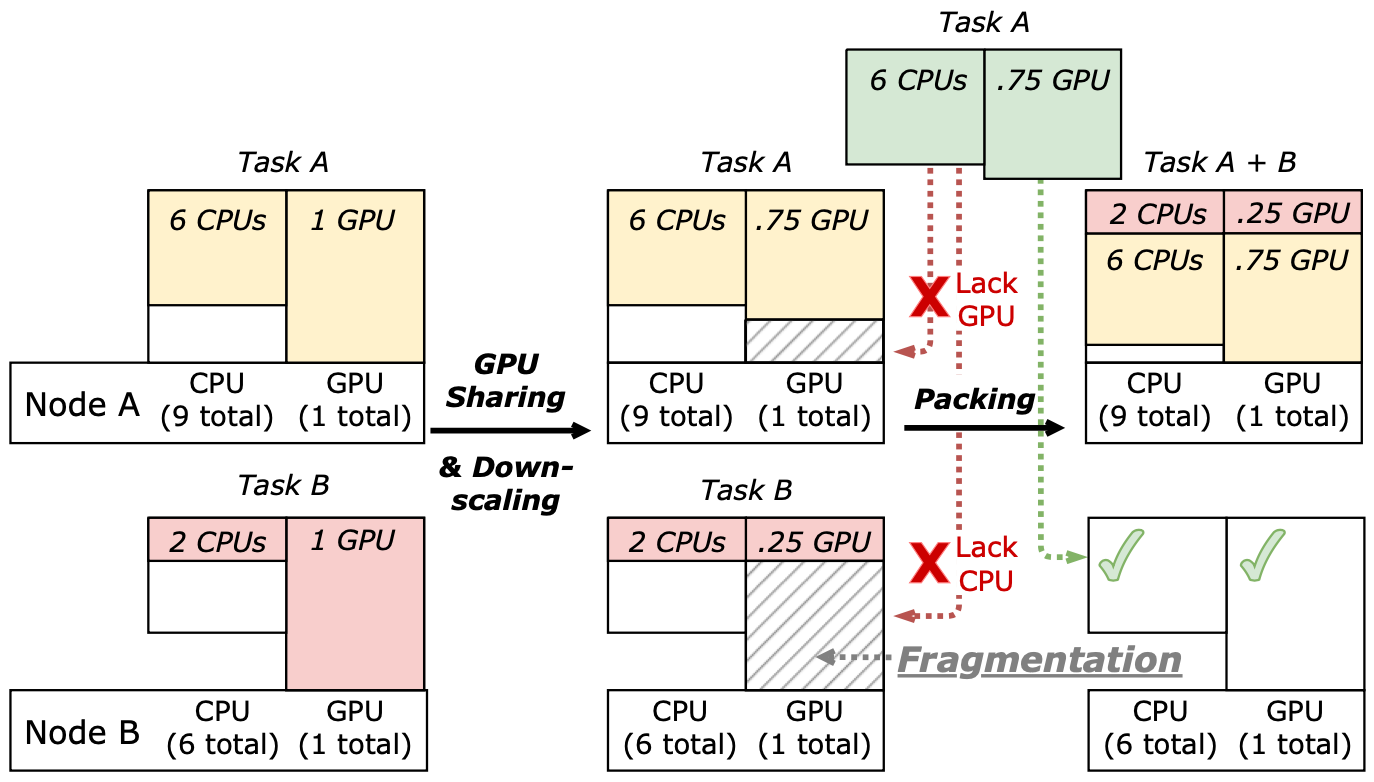 Task A
6 CPUs .75 GPU
Task A
6 CPUs 1 GPU
Node A
CPU (9 total)
GPU (1 total)
Task B
2 CPUs 1 GPU
Node B
CPU (6 total)
GPU (1 total)
GPU
Sharing
& Down-
scaling
Task A
6 CPUs .75 GPU
CPU (9 total)
GPU (1 total)
Task B
2 CPUs .25 GPU
CPU (6 total)
GPU (1 total)
X Lack
GPU
Packing
X Lack
CPU
Fragmentation
Task A + B
2 CPUs .25 GPU
6 CPUs .75 GPU
CPU (9 total)
GPU (1 total)
CPU (6 total)
GPU (1 total)